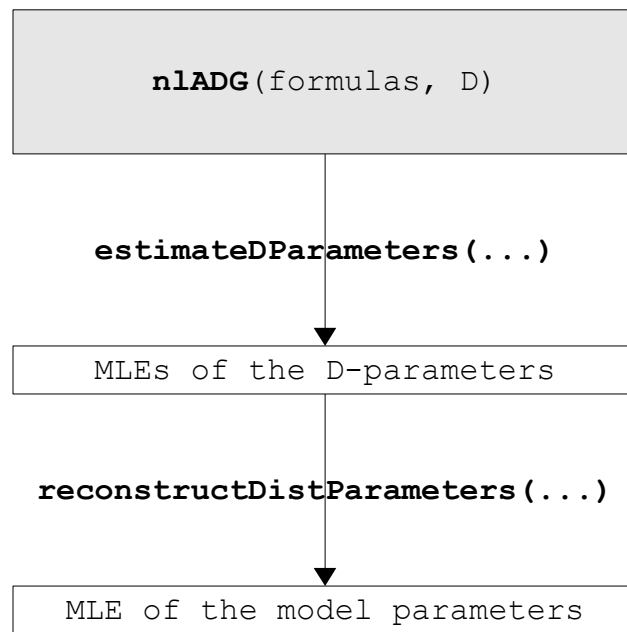 nlADG(formulas, D)
estimateDParameters(...)
MLEs of the D-parameters
reconstructDistParameters(...)
MLE of the model parameters